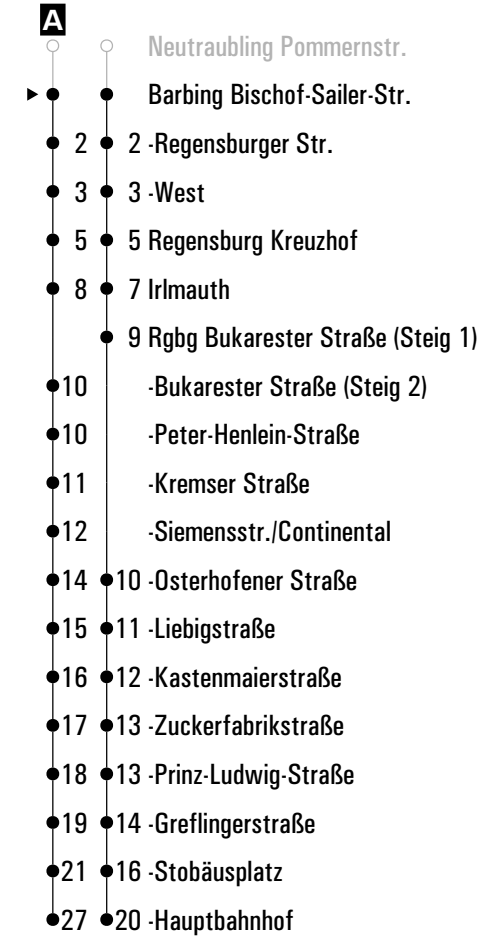 A
Neutraubling Pommernstr.
Barbing Bischof-Sailer-Str.
2 2 -Regensburger Str.
3 3 -West
5 5 Regensburg Kreuzhof
8 7 Irlmauth
9 Rgbg Bukarester Straße (Steig 1)
10 -Bukarester Straße (Steig 2)
10 -Peter-Henlein-Straße
11 -Kremser Straße
12 -Siemensstr./Continental
14 10 -Osterhofener Straße
15 11 -Liebigstraße
16 12 -Kastenmaierstraße
17 13 -Zuckerfabrikstraße
18 13 -Prinz-Ludwig-Straße
19 14 -Greflingerstraße
21 16 -Stobäusplatz
27 20 -Hauptbahnhof